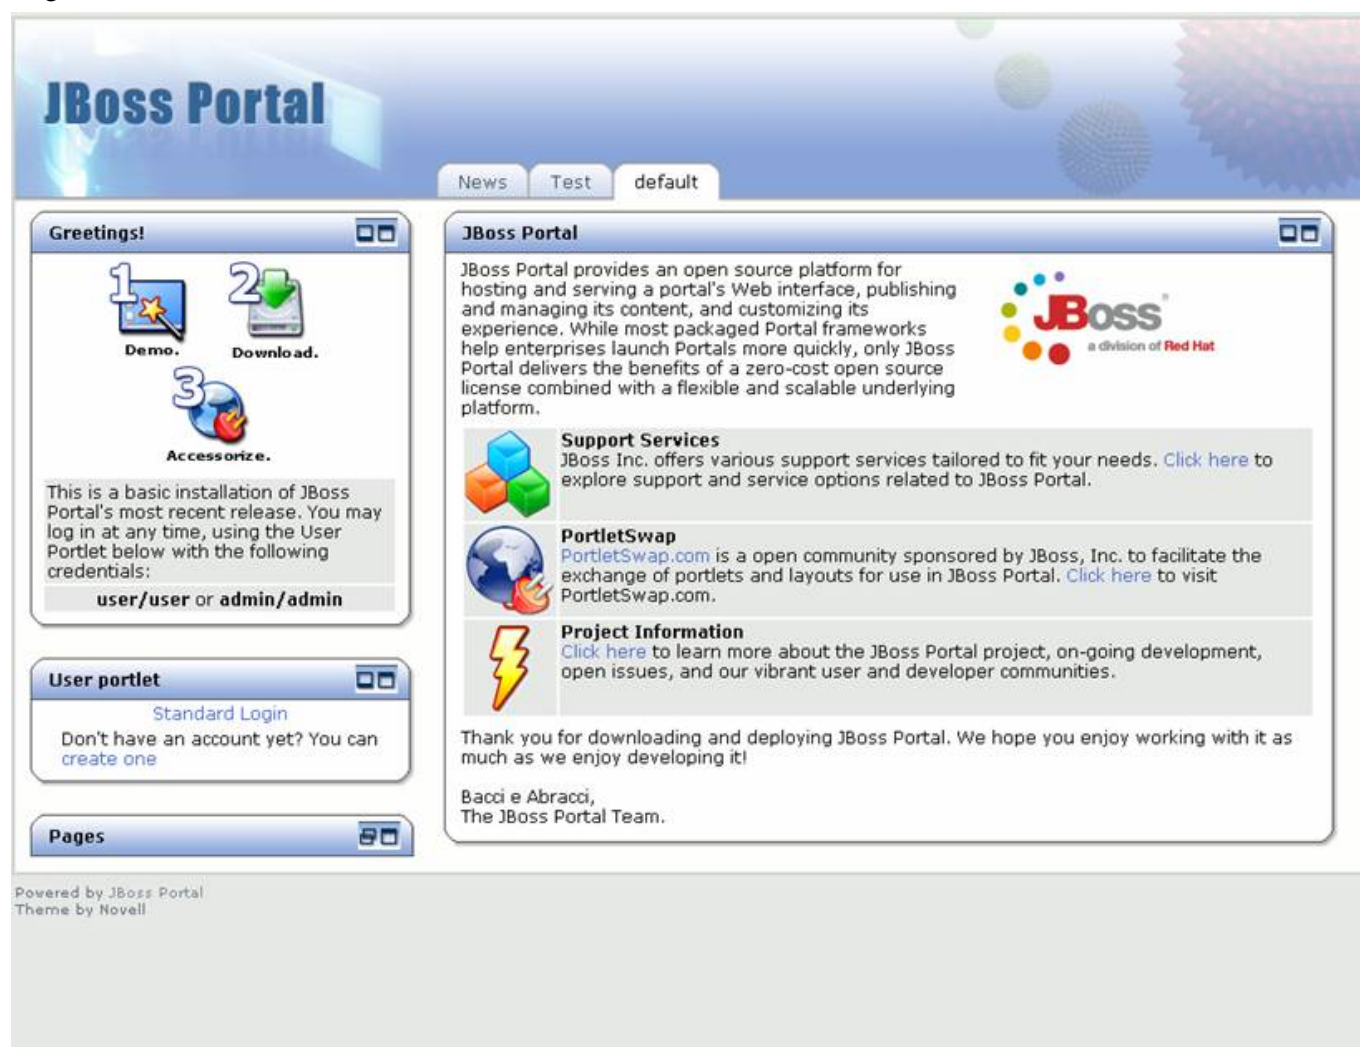 JBoss Portal
News
Test
default
Greetings!
1
2
Demo.
Download.
3
Accessorize.
This is a basic installation of JBoss
Portal's most recent release. You may
log in at any time, using the User
Portlet below with the following
credentials:
user/user or admin/admin
User portlet
Standard Login
Don't have an account yet? You can
create one
Pages
JBoss Portal
JBoss Portal provides an open source platform for
hosting and serving a portal's Web interface, publishing
and managing its content, and customizing its
experience. While most packaged Portal frameworks
help enterprises launch Portals more quickly, only JBoss
Portal delivers the benefits of a zero-cost open source
license combined with a flexible and scalable underlying
platform.
JBoss®
a division of Red Hat
Support Services
JBoss Inc. offers various support services tailored to fit your needs. Click here to
explore support and service options related to JBoss Portal.
PortletSwap
PortletSwap.com is a open community sponsored by JBoss, Inc. to facilitate the
exchange of portlets and layouts for use in JBoss Portal. Click here to visit
PortletSwap.com.
Project Information
Click here to learn more about the JBoss Portal project, on-going development,
open issues, and our vibrant user and developer communities.
Thank you for downloading and deploying JBoss Portal. We hope you enjoy working with it as
much as we enjoy developing it!
Bacci e Abracci,
The JBoss Portal Team.
Powered by JBoss Portal
Theme by Novell